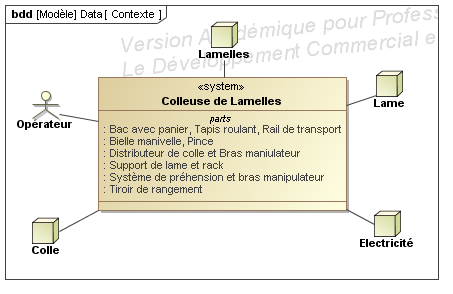 bdd [Modèle] Data [ Contexte ]
Version Académique pour Profess
Le Développement Commercial e
Lamelles
Opérateur
Lame
«system»
Colleuse de Lamelles
parts
: Bac avec panier, Tapis roulant, Rail de transport
: Bielle manivelle, Pince
: Distributeur de colle et Bras maniulateur
: Support de lame et rack
: Système de préhension et bras manipulateur
: Tiroir de rangement
Colle
Electricité